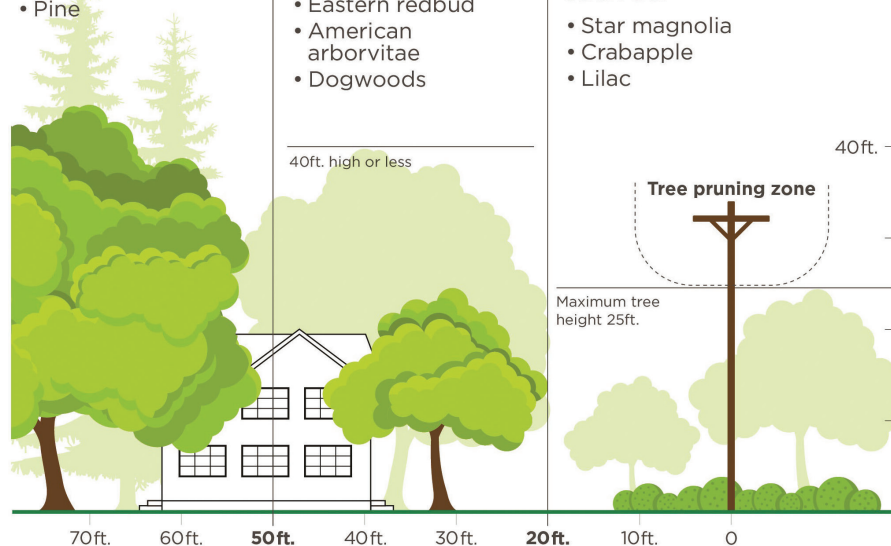 • Pine
• Eastern redbud
• American
arborvitae
• Dogwoods
• Star magnolia
• Crabapple
• Lilac
40ft. high or less
40ft.
Tree pruning zone
Maximum tree
height 25ft.
70ft.
60ft.
50ft.
40ft.
30ft.
20ft.
10ft.
0